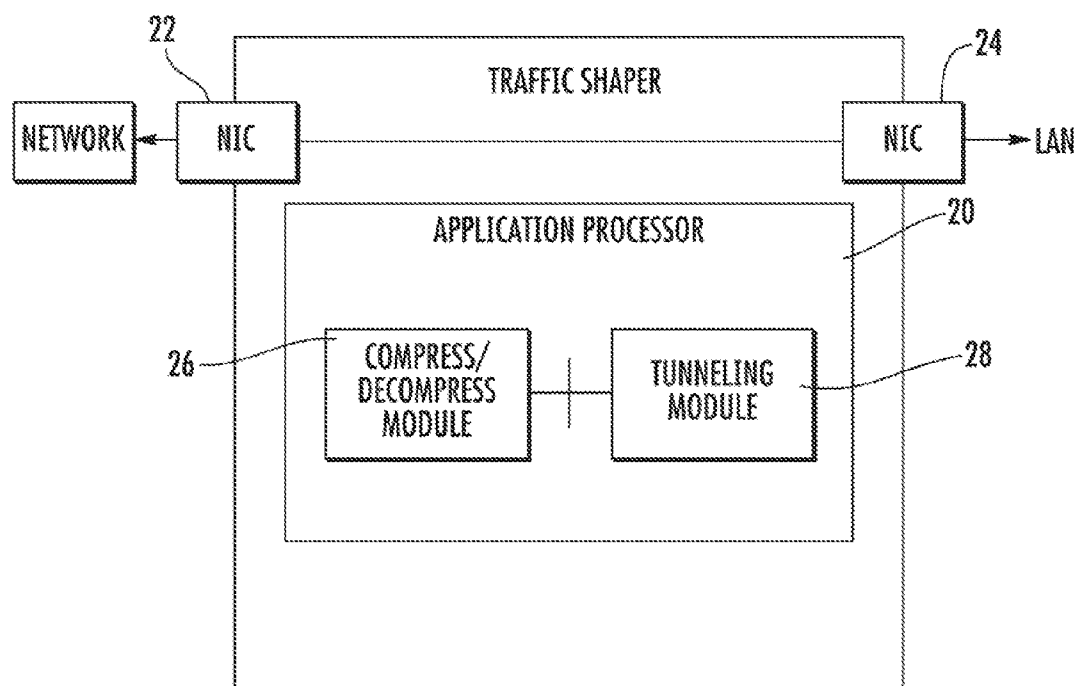 22
24
TRAFFIC SHAPER
NETWORK
NIC
NIC
LAN
20
APPLICATION PROCESSOR
26
COMPRESS/
DECOMPRESS
MODULE
TUNNELING
MODULE
28